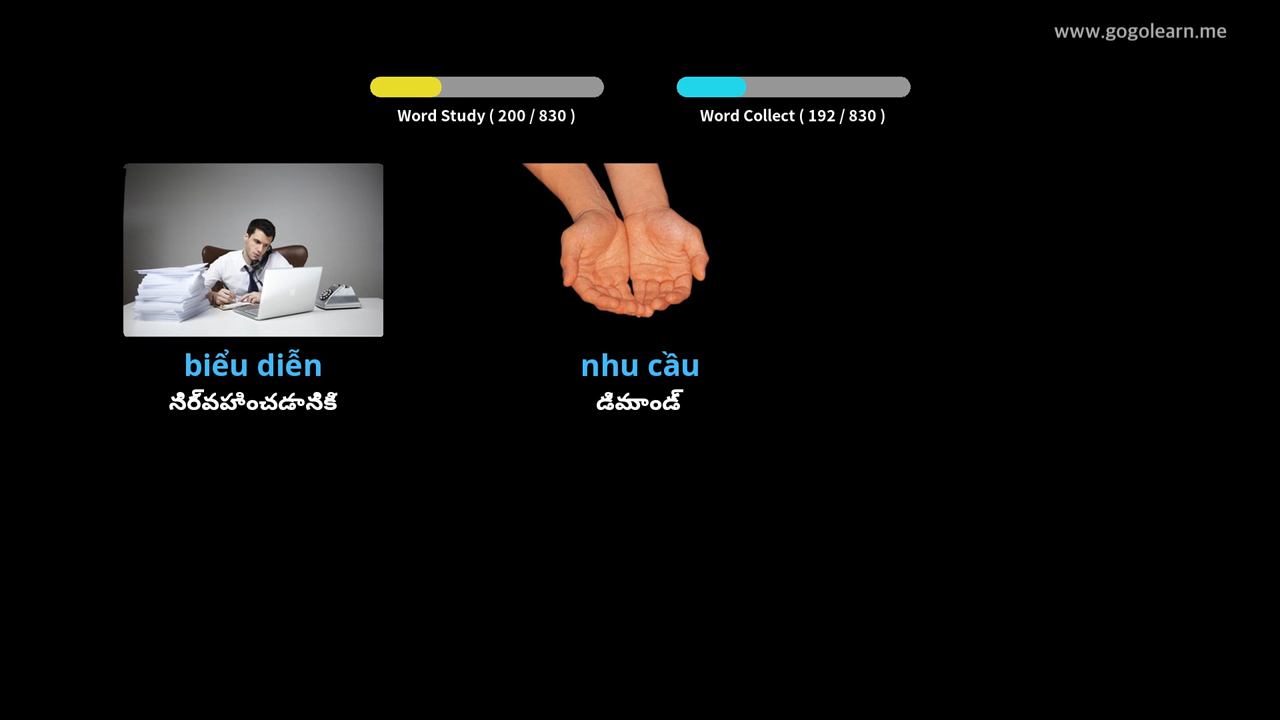 www.gogolearn.me
Word Study ( 200 / 830 )
Word Collect ( 192 / 830 )
biểu diễn
nhu cầu
నిర్వహించడానికి
డిమాండ్